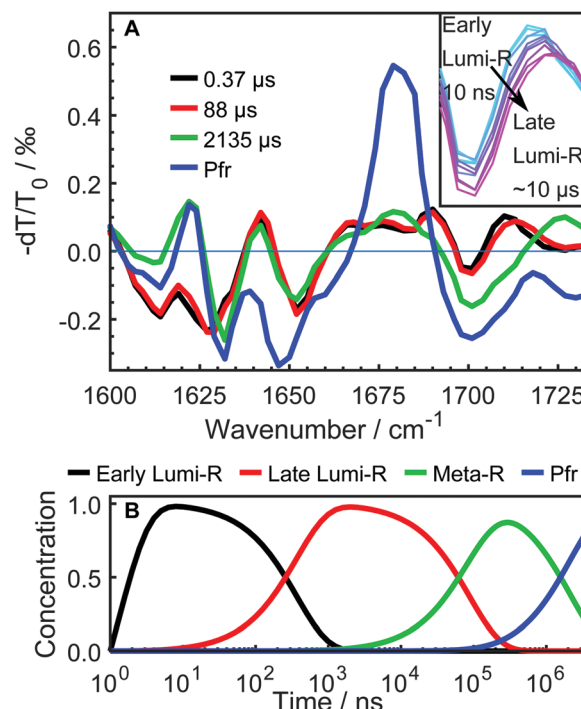 A
0.6
0.4
0.2
0.0
-0.2
-dT/T0 / ‰
0.37 µs
88 µs
2135 µs
Pfr
Early
Lumi-R
10 ns
Late
Lumi-R
~10 µs
1600 1625 1650 1675 1700 1725
Wavenumber / cm-1
Early Lumi-R Late Lumi-R Meta-R Pfr
B
1.0
0.5
0.0
Concentration
10^0 10^1 10^2 10^3 10^4 10^5 10^6
Time / ns